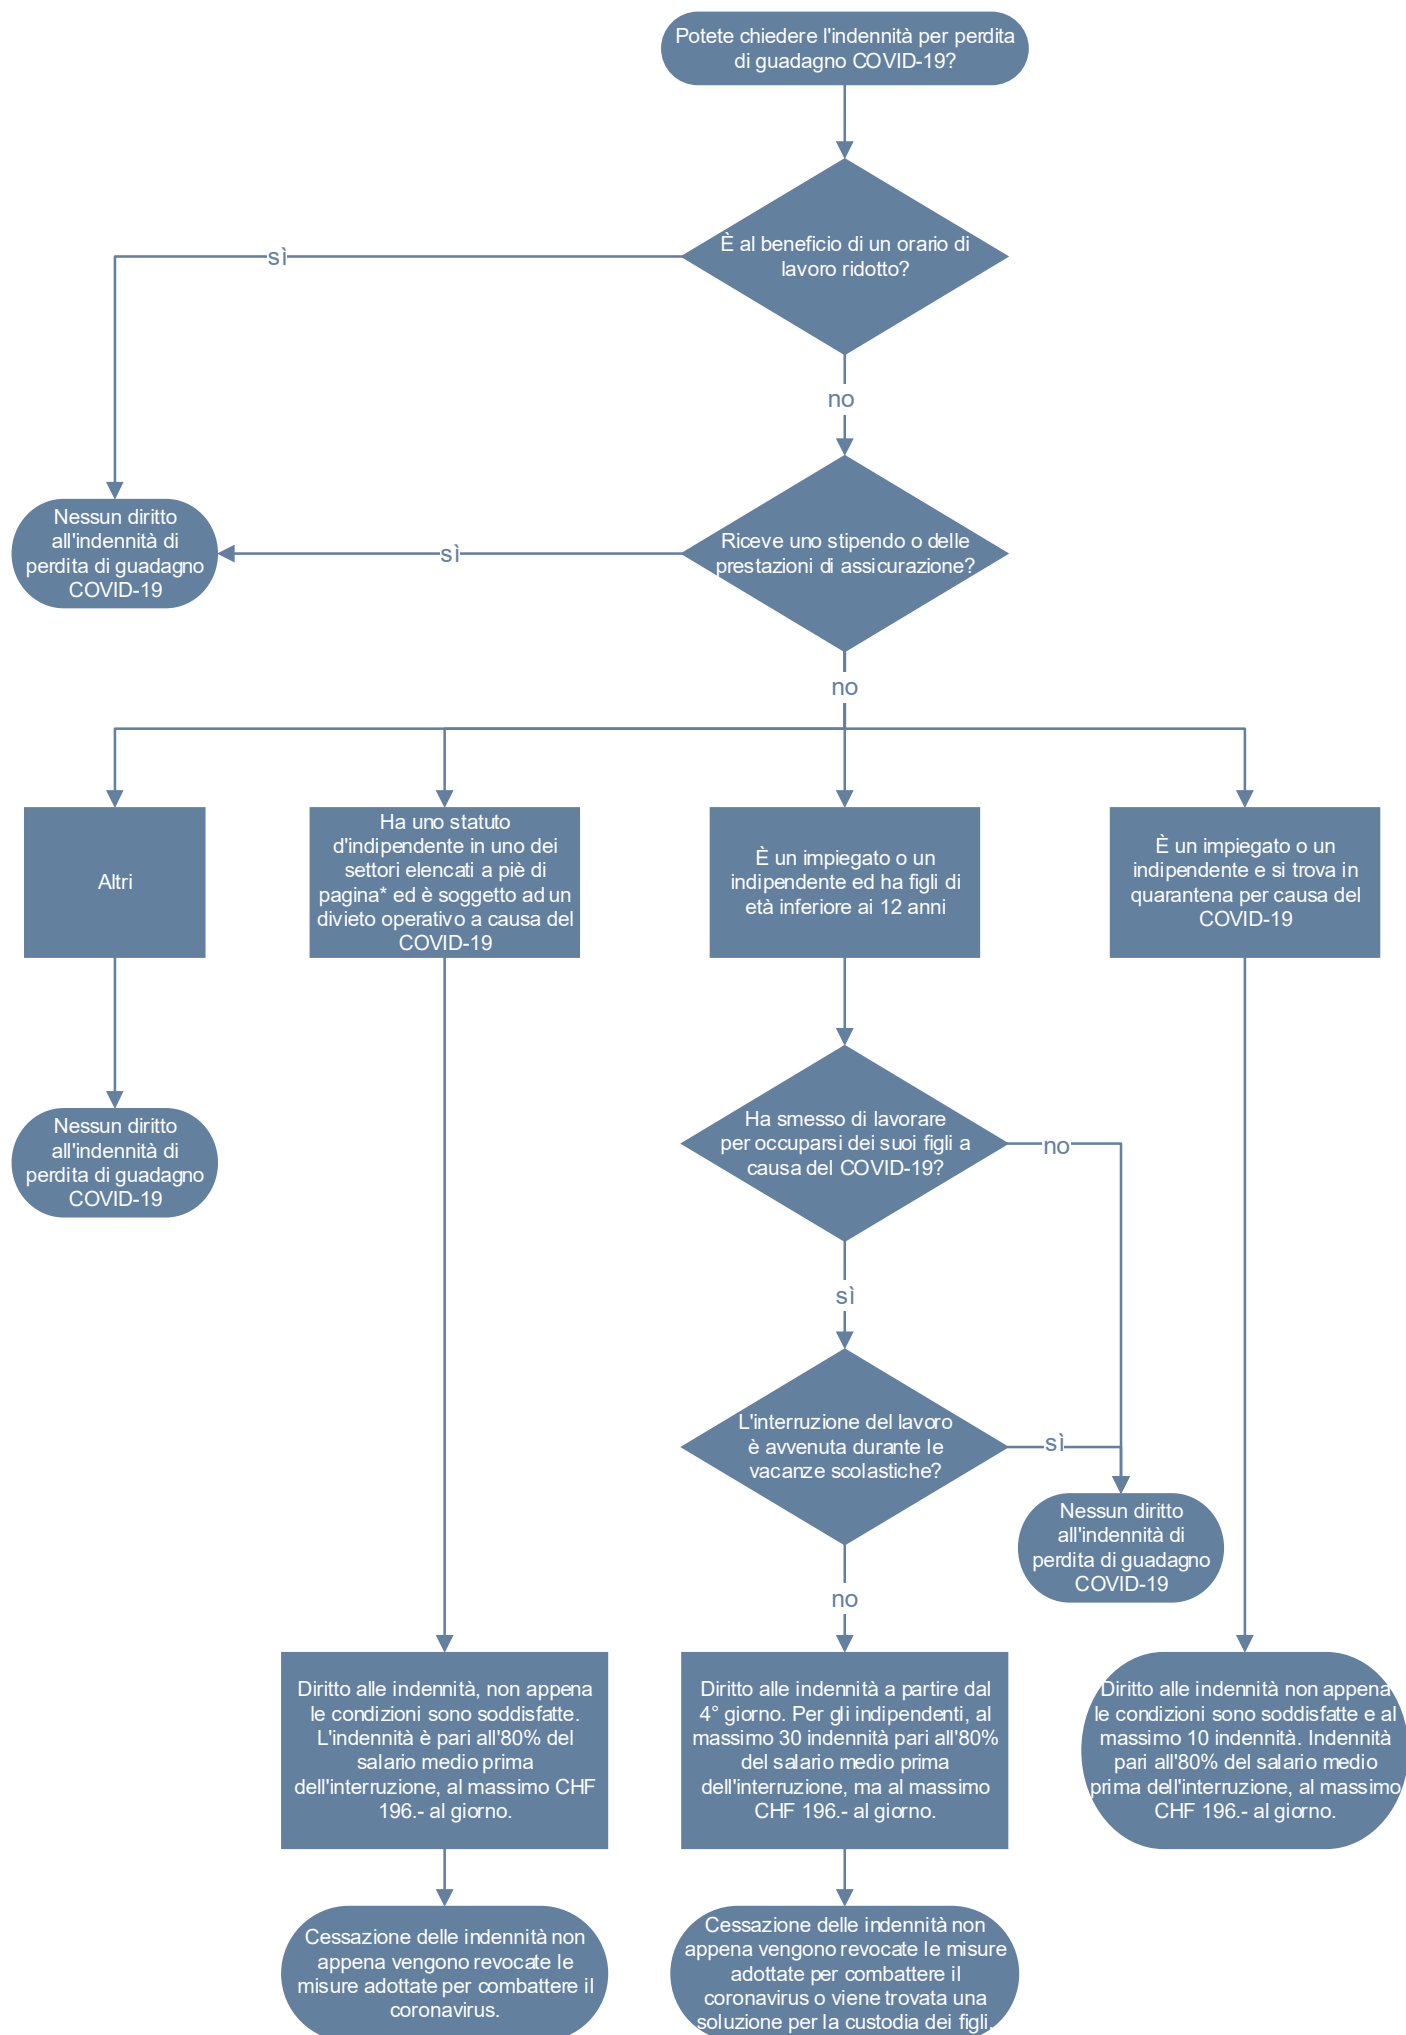 Potete chiedere l'indennità per perdita
di guadagno COVID-19?
È al beneficio di un orario di
lavoro ridotto?
sì
no
Nessun diritto
all'indennità di
perdita di guadagno
COVID-19
sì
Riceve uno stipendo o delle
prestazioni di assicurazione?
no
Altri
Ha uno statuto
d'indipendente in uno dei
settori elencati a piè di
pagina* ed è soggetto ad un
divieto operativo a causa del
COVID-19
È un impiegato o un
indipendente ed ha figli di
età inferiore ai 12 anni
È un impiegato o un
indipendente e si trova in
quarantena per causa del
COVID-19
Nessun diritto
all'indennità di
perdita di guadagno
COVID-19
Ha smesso di lavorare
per occuparsi dei suoi figli a
causa del COVID-19?
no
sì
L'interruzione del lavoro
è avvenuta durante le
vacanze scolastiche?
sì
Nessun diritto
all'indennità di
perdita di guadagno
COVID-19
no
Diritto alle indennità, non appena
le condizioni sono soddisfatte.
L'indennità è pari all'80% del
salario medio prima
dell'interruzione, al massimo CHF
196.- al giorno.
Diritto alle indennità a partire dal
4° giorno. Per gli indipendenti, al
massimo 30 indennità pari all'80%
del salario medio prima
dell'interruzione, ma al massimo
CHF 196.- al giorno.
Diritto alle indennità non appena
le condizioni sono soddisfatte e al
massimo 10 indennità. Indennità
pari all'80% del salario medio
prima dell'interruzione, al massimo
CHF 196.- al giorno.
Cessazione delle indennità non
appena vengono revocate le
misure adottate per combattere il
coronavirus.
Cessazione delle indennità non
appena vengono revocate le misure
adottate per combattere il
coronavirus o viene trovata una
soluzione per la custodia dei figli.